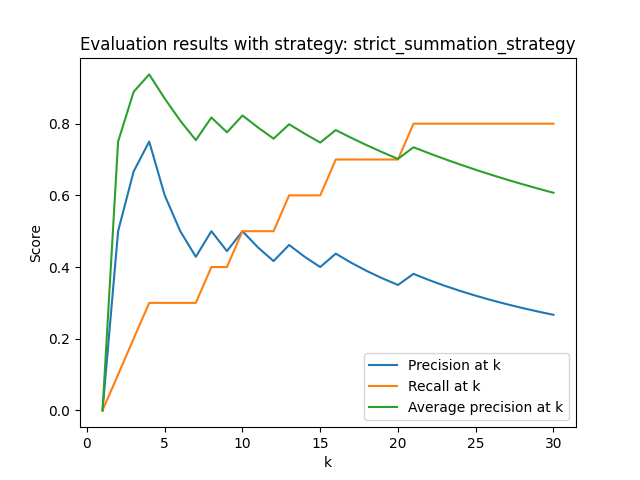 Evaluation results with strategy: strict_summation_strategy
Score
0.8
0.6
0.4
0.2
0.0
Precision at k
Recall at k
Average precision at k
0 5 10 15 20 25 30
k